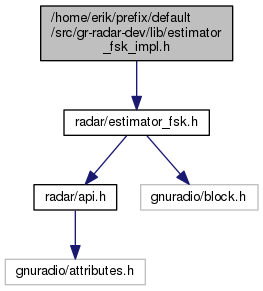 /home/erik/prefix/default
/src/gr-radar-dev/lib/estimator
_fsk_impl.h
radar/estimator_fsk.h
radar/api.h
gnuradio/block.h
gnuradio/attributes.h